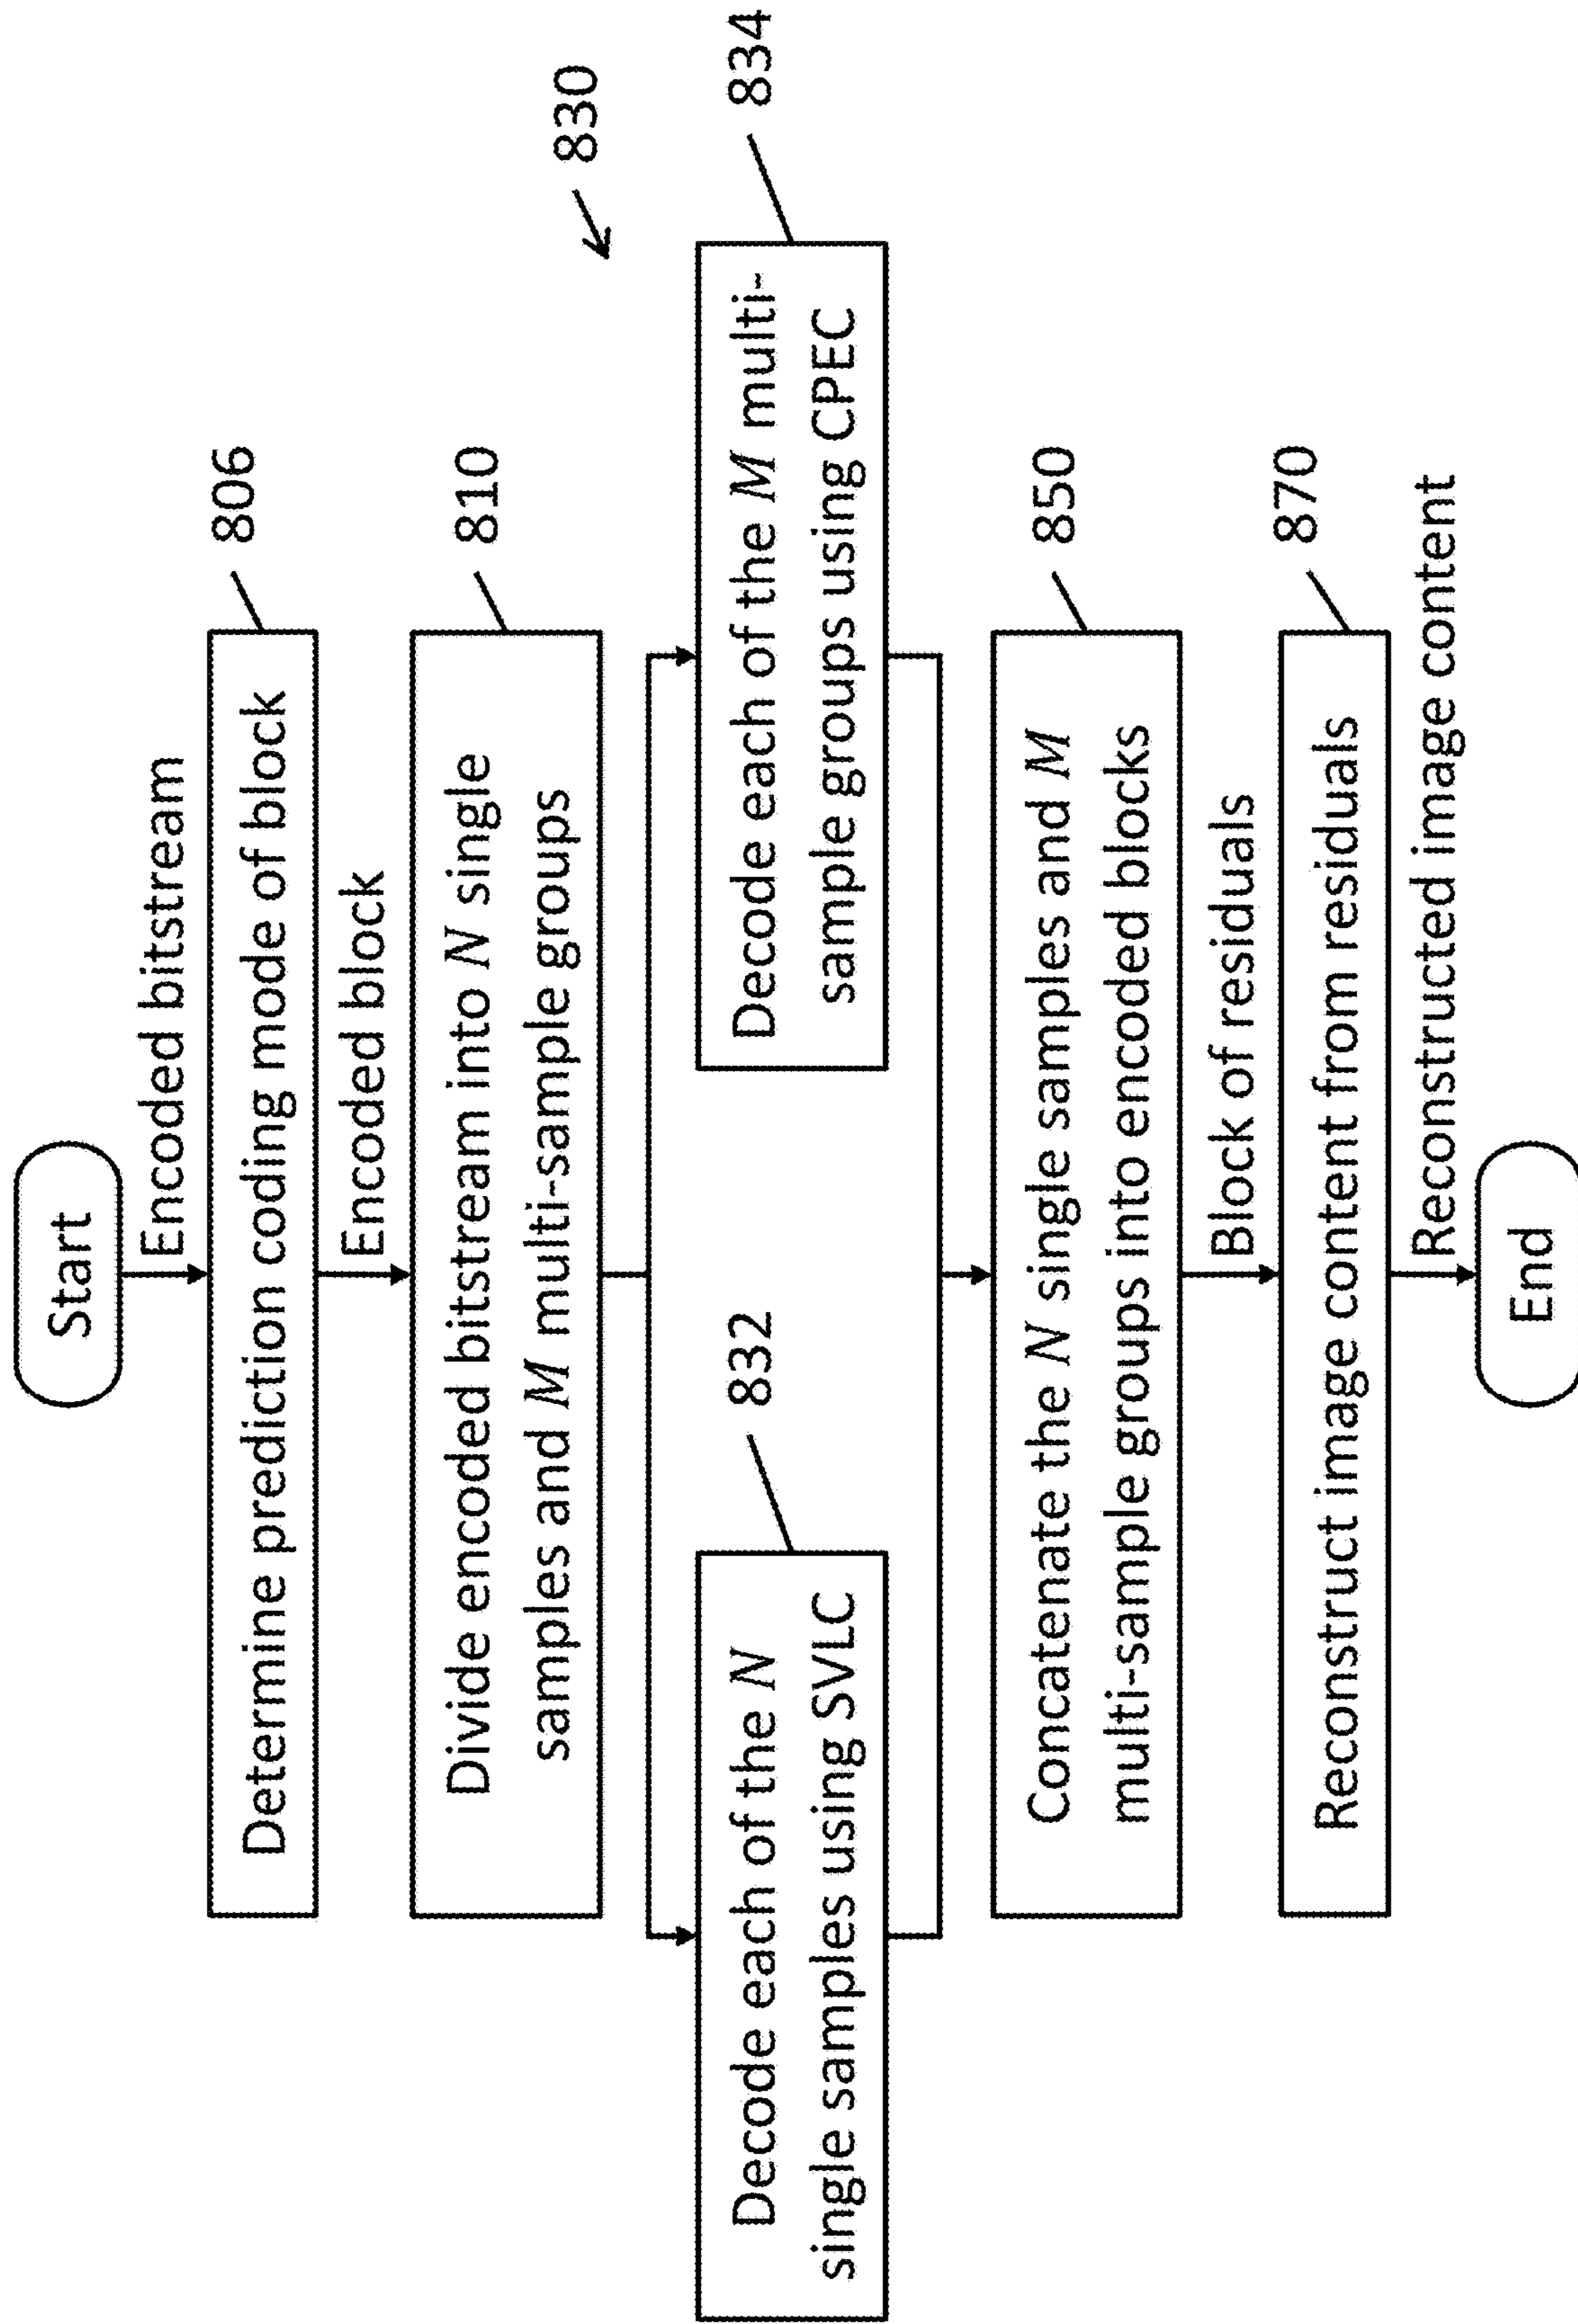 Start
Encoded bitstream
806
Determine prediction coding mode of block
Encoded block
810
Divide encoded bitstream into N single
samples and M multi-sample groups
830
832
Decode each of the N
single samples using SVLC
834
Decode each of the M multi-
sample groups using CPEC
850
Concatenate the N single samples and M
multi-sample groups into encoded blocks
Block of residuals
870
Reconstruct image content from residuals
Reconstructed image content
End